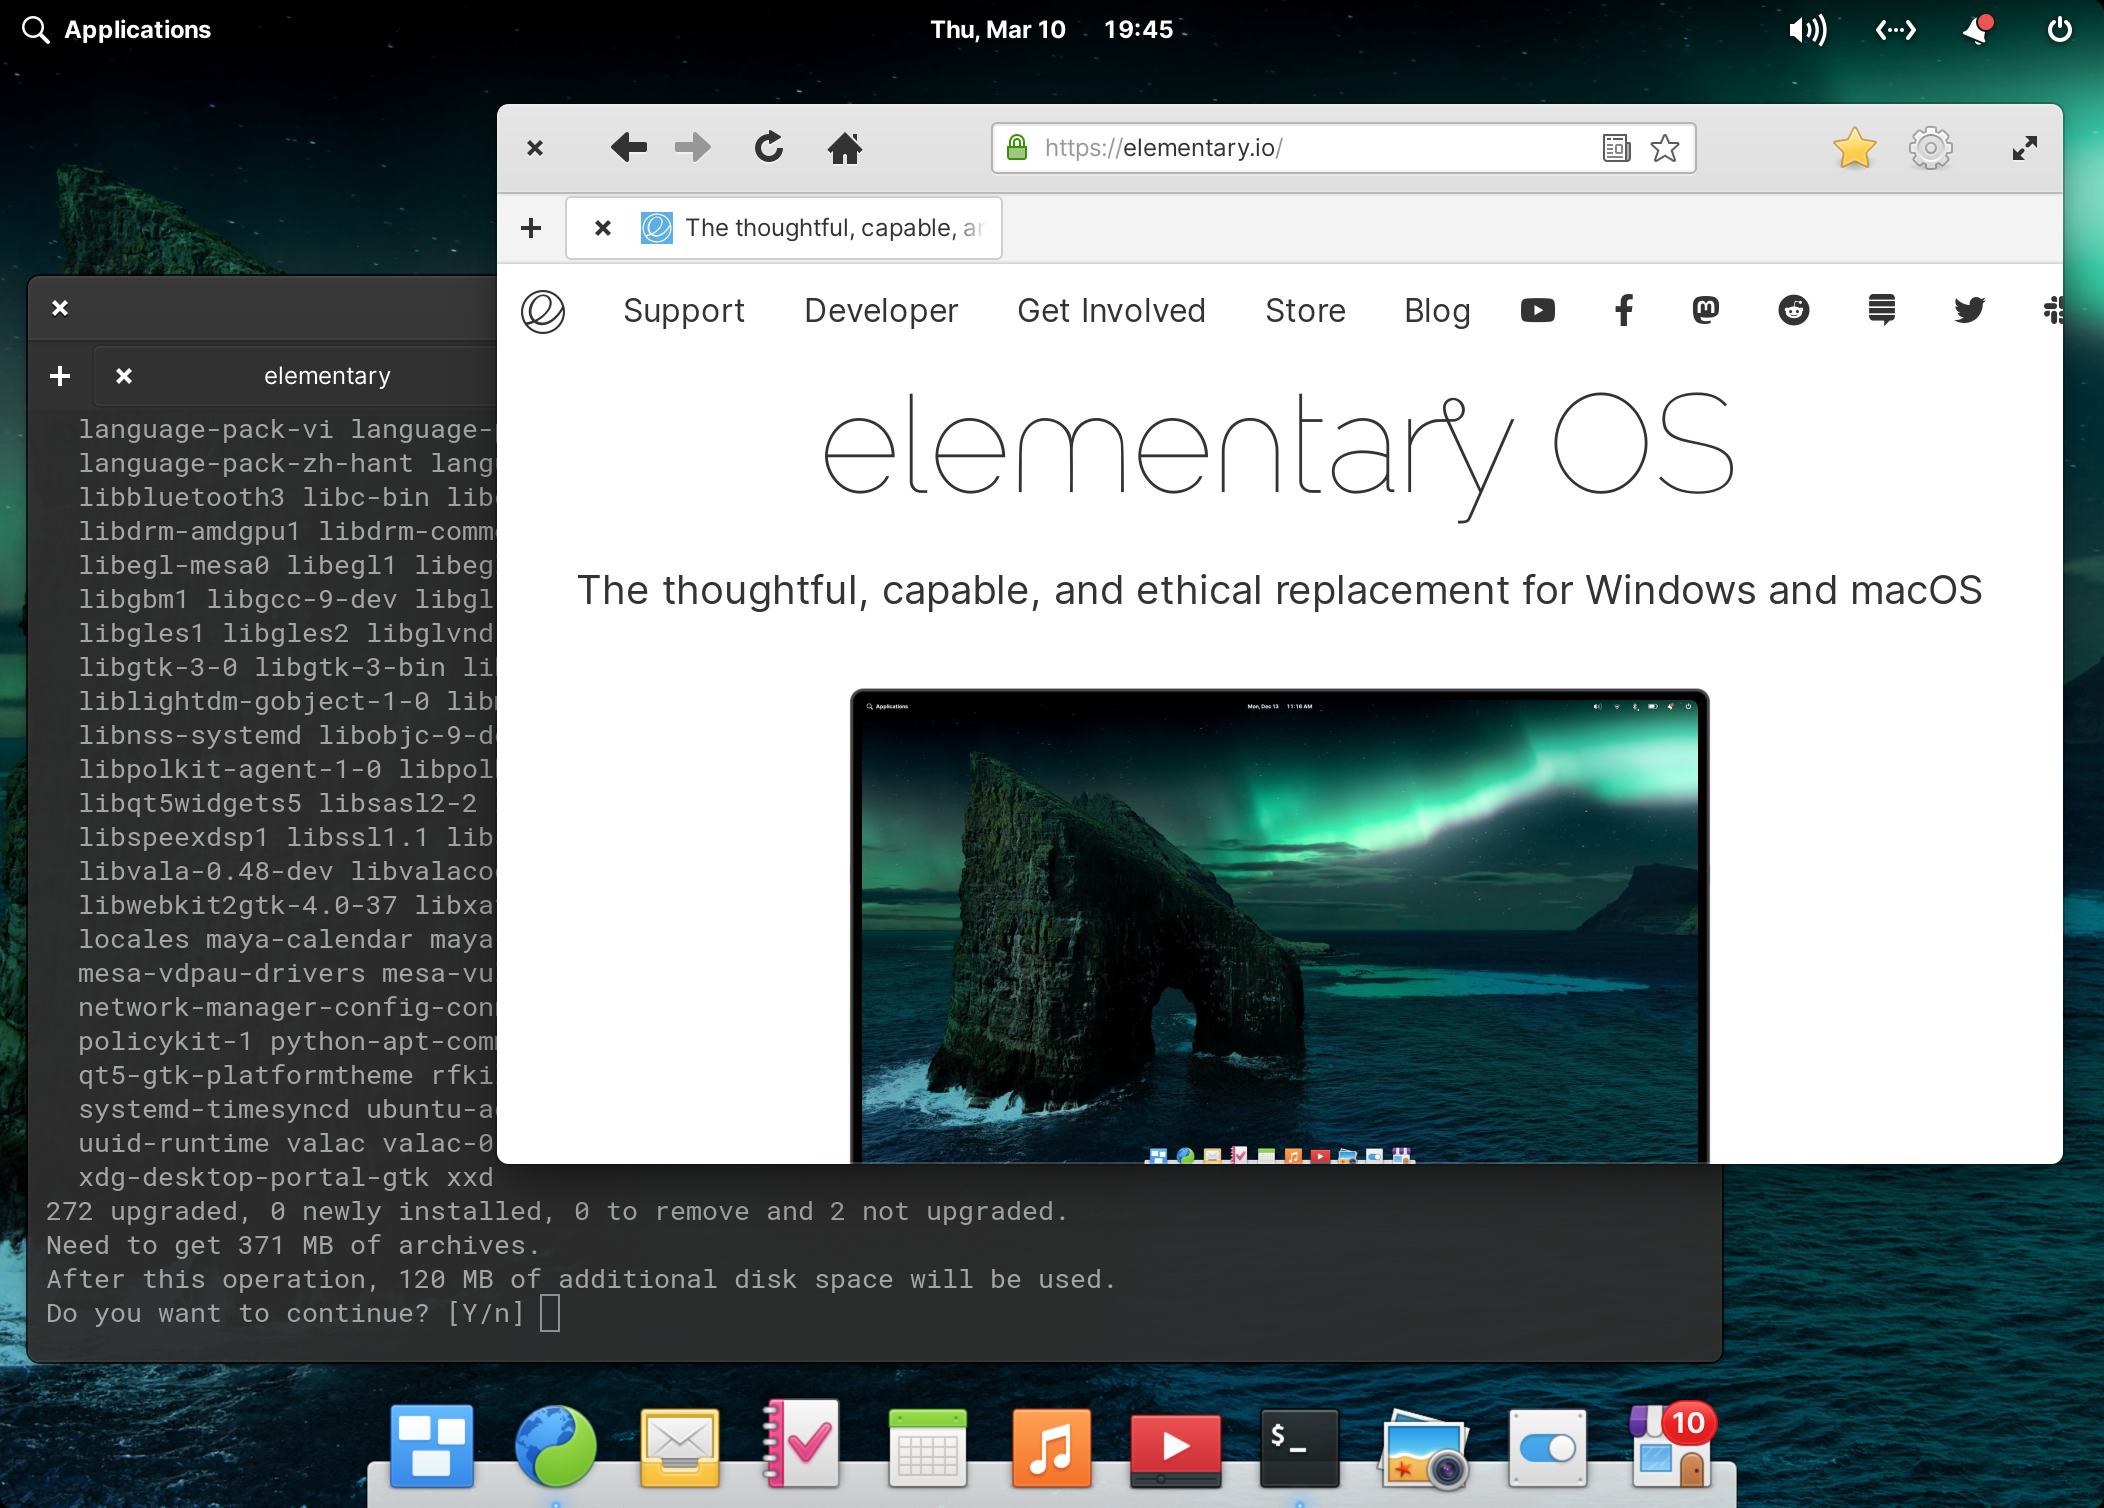 Applications
Thu, Mar 10 19:45
https://elementary.io/
The thoughtful, capable, an
Support Developer Get Involved Store Blog
elementary OS
The thoughtful, capable, and ethical replacement for Windows and macOS
Applications Mon, Dec 13 11:16 AM
elementary
language-pack-vi language-
language-pack-zh-hant lang
libbluetooth3 libc-bin lib
libdrm-amdgpu1 libdrm-comm
libegl-mesa0 libegl1 libeg
libgbm1 libgcc-9-dev libgl
libgles1 libgles2 libglvnd
libgtk-3-0 libgtk-3-bin li
liblightdm-gobject-1-0 lib
libnss-systemd libobjc-9-d
libpolkit-agent-1-0 libpol
libqt5widgets5 libsasl2-2
libspeexdsp1 libssl1.1 lib
libvala-0.48-dev libvalaco
libwebkit2gtk-4.0-37 libxa
locales maya-calendar maya
mesa-vdpau-drivers mesa-vu
network-manager-config-con
policykit-1 python-apt-com
qt5-gtk-platformtheme rfki
systemd-timesyncd ubuntu-a
uuid-runtime valac valac-0
xdg-desktop-portal-gtk xxd
272 upgraded, 0 newly installed, 0 to remove and 2 not upgraded.
Need to get 371 MB of archives.
After this operation, 120 MB of additional disk space will be used.
Do you want to continue? [Y/n]
$_
10